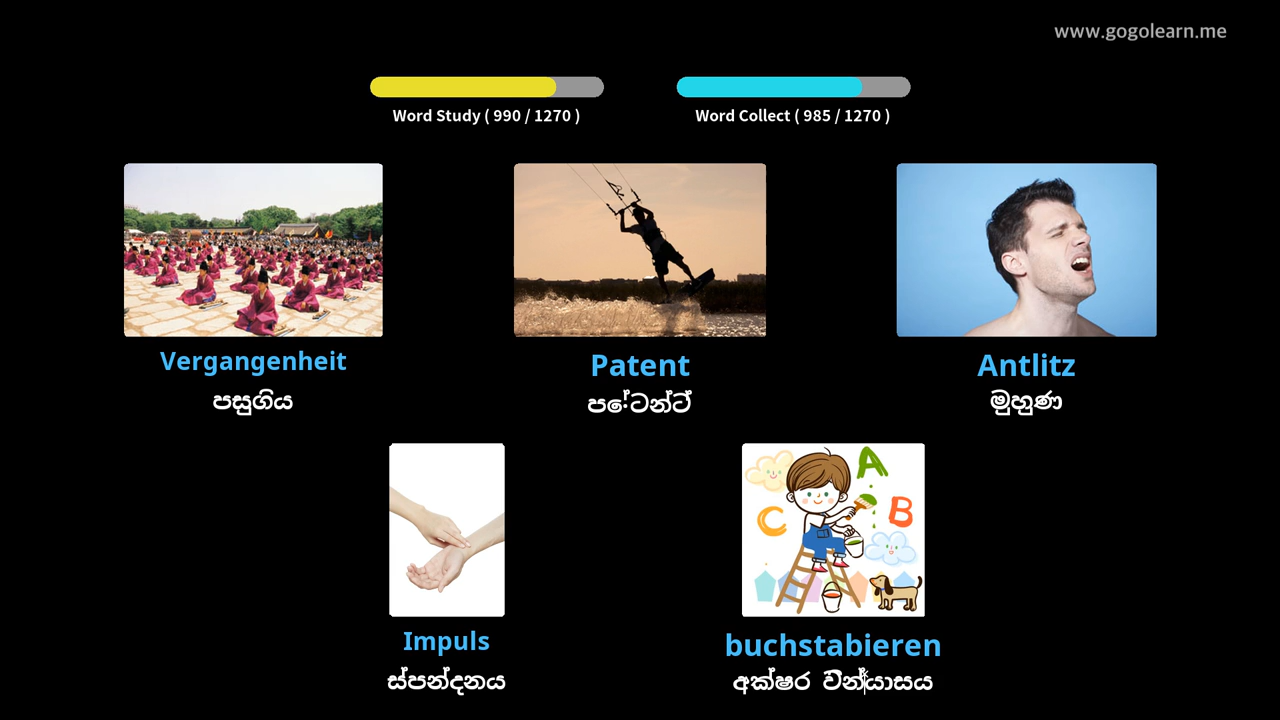 www.gogolearn.me
Word Study ( 990 / 1270 )
Word Collect ( 985 / 1270 )
Vergangenheit
පසුගිය
Patent
පේටන්ට්
Antlitz
මුහුණ
Impuls
ස්පන්දනය
buchstabieren
A
B
C
අක්ෂර වින්‍යාසය